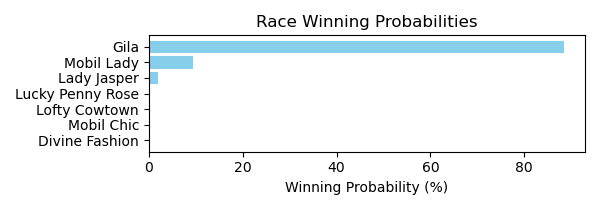 Race Winning Probabilities
Gila
Mobil Lady
Lady Jasper
Lucky Penny Rose
Lofty Cowtown
Mobil Chic
Divine Fashion
0 20 40 60 80
Winning Probability (%)